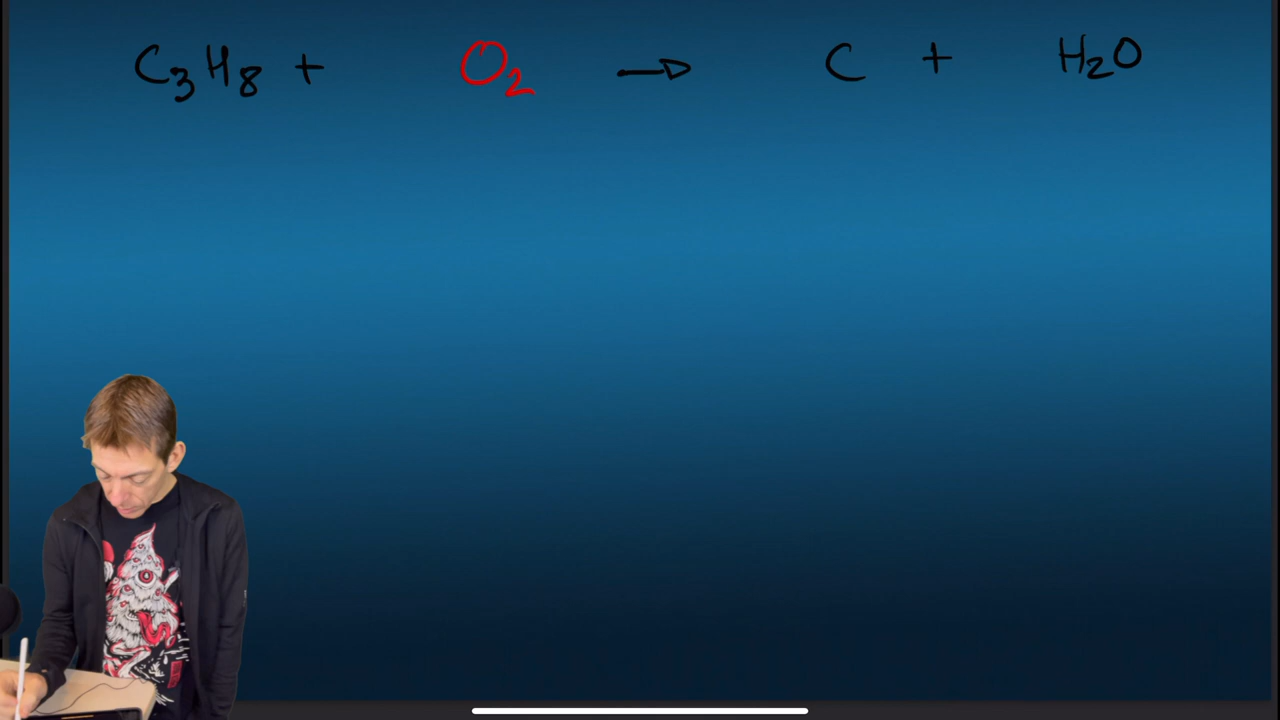 C₃H₈ + O₂ → C + H₂O